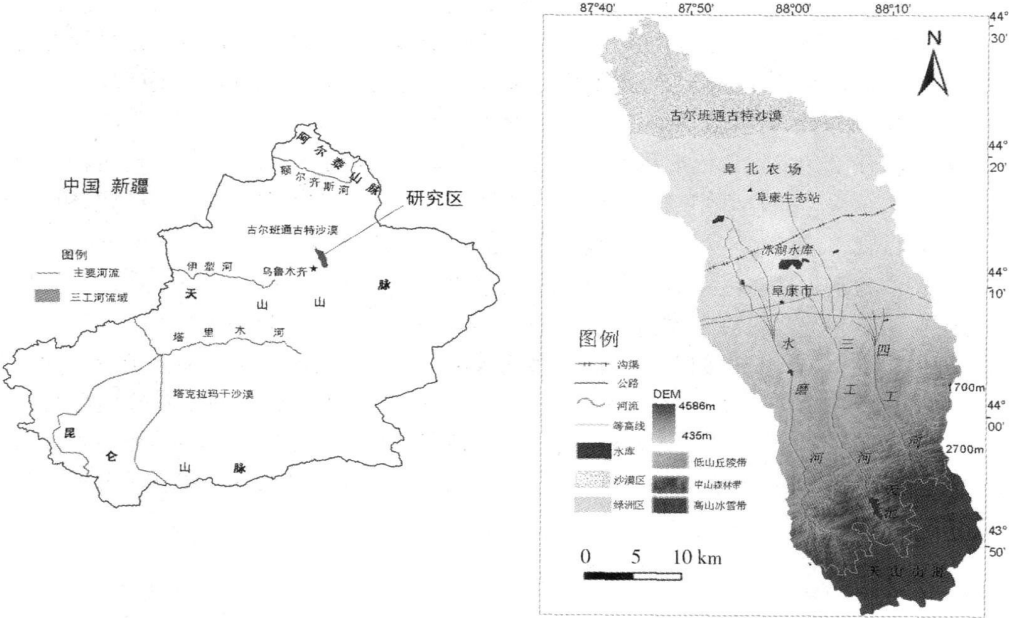 中国 新疆
阿尔泰山脉
额尔齐斯河
研究区
古尔班通古特沙漠
图例
主要河流
三工河流域
伊犁河
乌鲁木齐
天山山脉
塔里木河
塔克拉玛干沙漠
昆仑山脉
87°40′ 87°50′ 88°00′ 88°10′
44°
30′
N
古尔班通古特沙漠
44°
20′
阜北农场
阜康生态站
冰湖水库
44°
10′
阜康市
水磨河
三工河
四工河
1700m
44°
00′
2700m
天池
43°
50′
天山山区
图例
沟渠
公路
河流
等高线
水库
沙漠区
绿洲区
DEM
4586m
435m
低山丘陵带
中山森林带
高山冰雪带
0 5 10 km